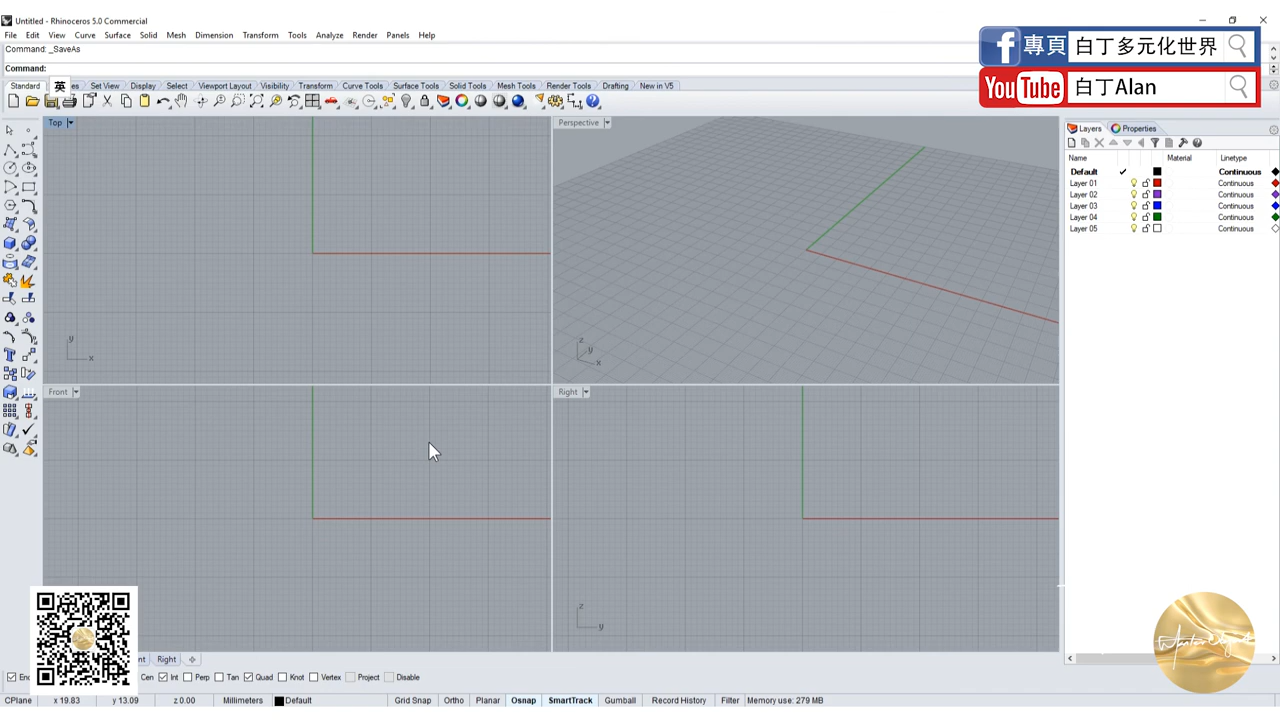 Untitled - Rhinoceros 5.0 Commercial
File Edit View Curve Surface Solid Mesh Dimension Transform Tools Analyze Render Panels Help
Command: _SaveAs
Command:
Standard 英 es Set View Display Select Viewport Layout Visibility Transform Curve Tools Surface Tools Solid Tools Mesh Tools Render Tools Drafting New in V5
f 專頁 白丁多元化世界
YouTube 白丁Alan
Top
Perspective
Layers Properties
Name Material Linetype
Default Continuous
Layer 01 Continuous
Layer 02 Continuous
Layer 03 Continuous
Layer 04 Continuous
Layer 05 Continuous
y
x
z
y
x
Front
Right
z
y
nt Right
Cen Int Perp Tan Quad Knot Vertex Project Disable
CPlane x 19.83 y 13.09 z 0.00 Millimeters Default Grid Snap Ortho Planar Osnap SmartTrack Gumball Record History Filter Memory use: 279 MB